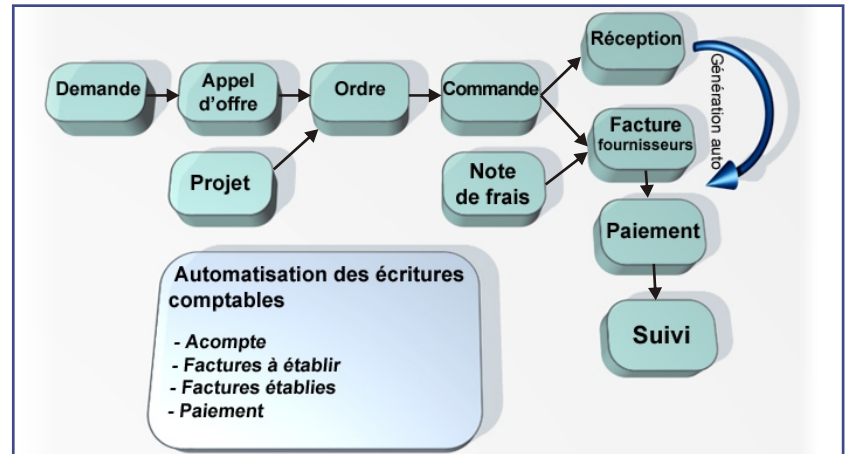 Réception
Demande
Appel
d'offre
Ordre
Commande
Génération auto
Facture
fournisseurs
Projet
Note
de frais
Paiement
Automatisation des écritures
comptables
- Acompte
- Factures à établir
- Factures établies
- Paiement
Suivi